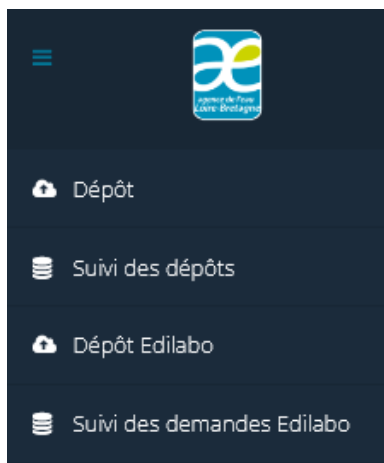 agence de l'eau
Loire-Bretagne
Dépôt
Suivi des dépôts
Dépôt Edilabo
Suivi des demandes Edilabo